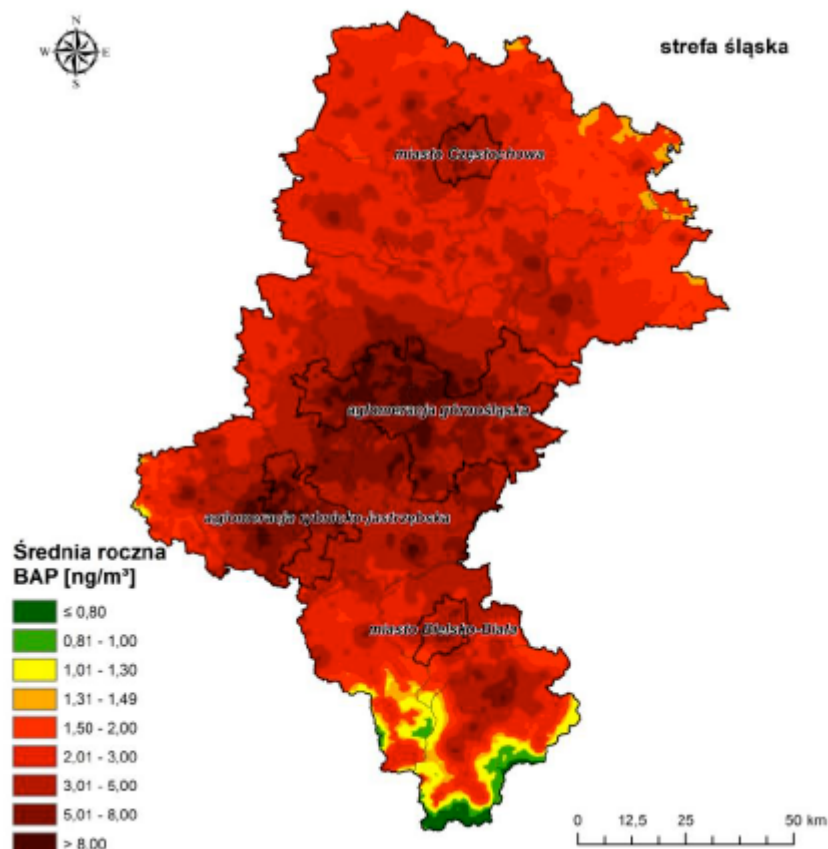 N
W E
S
strefa śląska
miasto Częstochowa
aglomeracja górnośląska
aglomeracja rybnicko-jastrzębska
miasto Bielsko-Biała
Średnia roczna
BAP [ng/m³]
≤ 0,80
0,81 - 1,00
1,01 - 1,30
1,31 - 1,49
1,50 - 2,00
2,01 - 3,00
3,01 - 5,00
5,01 - 8,00
> 8,00
0 12,5 25 50 km